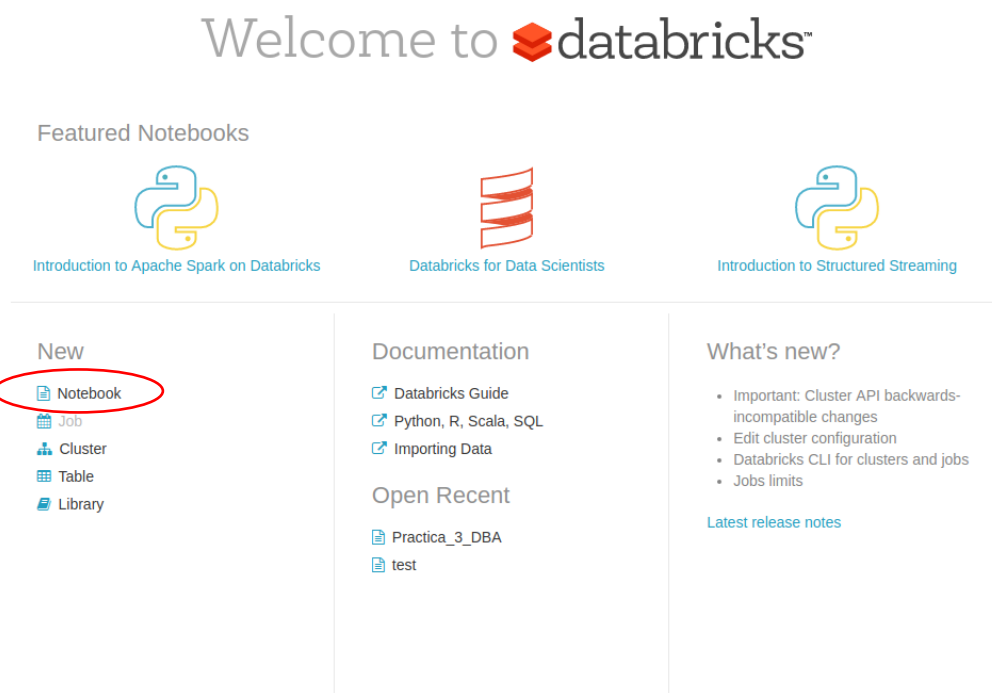 Welcome to databricks™
Featured Notebooks
Introduction to Apache Spark on Databricks
Databricks for Data Scientists
Introduction to Structured Streaming
New
Notebook
Job
Cluster
Table
Library
Documentation
Databricks Guide
Python, R, Scala, SQL
Importing Data
Open Recent
Practica_3_DBA
test
What's new?
• Important: Cluster API backwards-
incompatible changes
• Edit cluster configuration
• Databricks CLI for clusters and jobs
• Jobs limits
Latest release notes